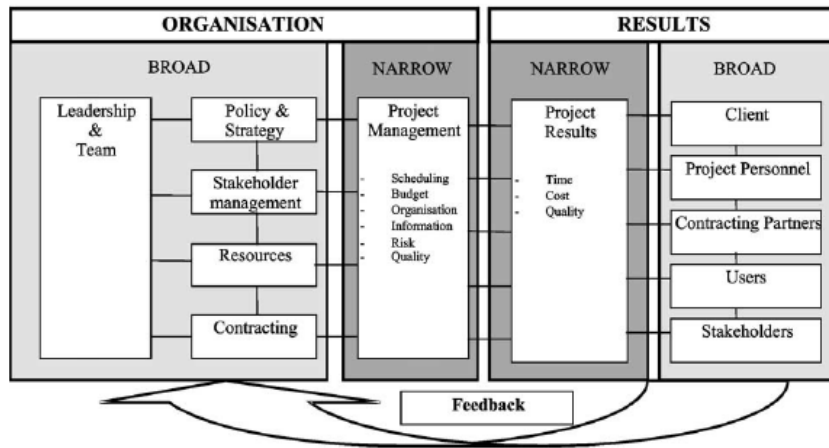 ORGANISATION
RESULTS
BROAD
NARROW
NARROW
BROAD
Leadership
&
Team
Policy &
Strategy
Stakeholder
management
Resources
Contracting
Project
Management
- Scheduling
- Budget
- Organisation
- Information
- Risk
- Quality
Project
Results
- Time
- Cost
- Quality
Client
Project Personnel
Contracting Partners
Users
Stakeholders
Feedback